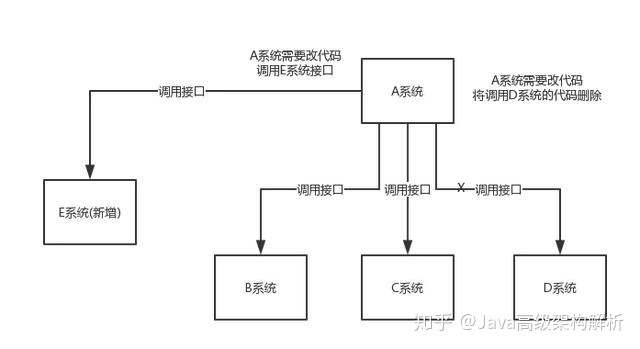 A系统需要改代码
调用E系统接口
A系统
A系统需要改代码
将调用D系统的代码删除
调用接口
E系统(新增)
调用接口
调用接口
X
调用接口
B系统
C系统
D系统
知乎 @Java高级架构解析